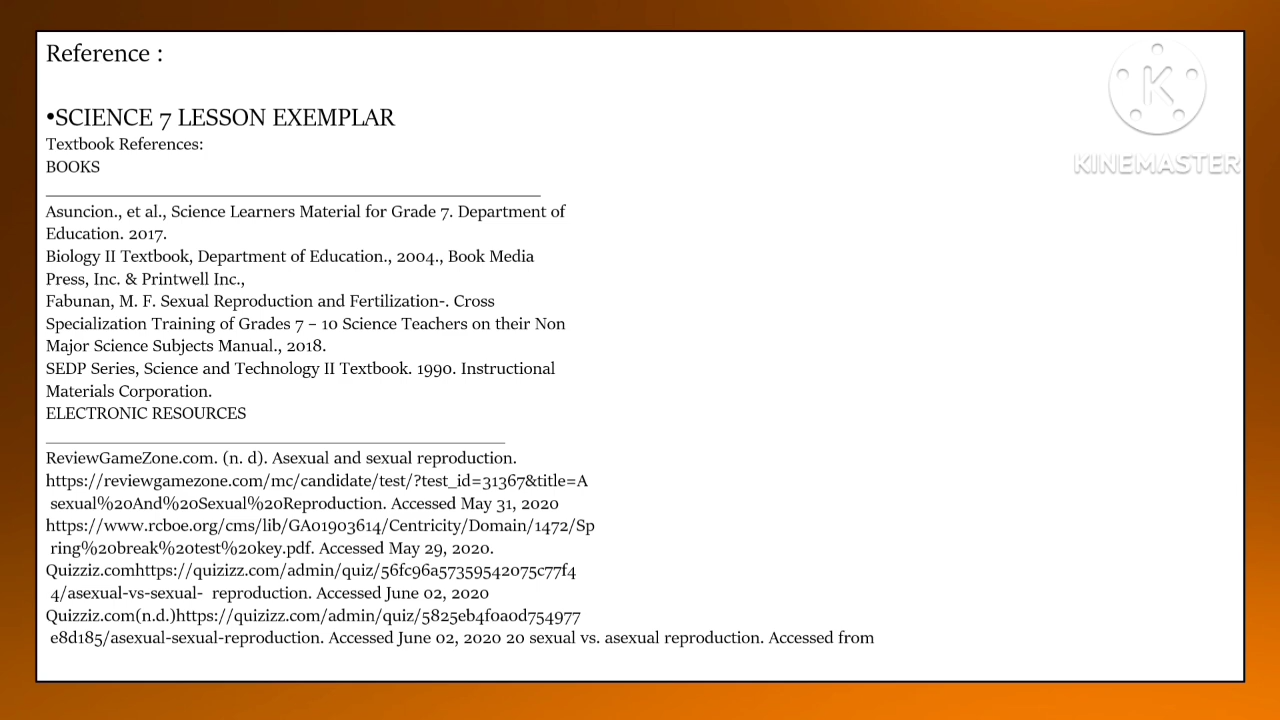 Reference :
•SCIENCE 7 LESSON EXEMPLAR
Textbook References:
BOOKS
Asuncion., et al., Science Learners Material for Grade 7. Department of
Education. 2017.
Biology II Textbook, Department of Education., 2004., Book Media
Press, Inc. & Printwell Inc.,
Fabunan, M. F. Sexual Reproduction and Fertilization-. Cross
Specialization Training of Grades 7 – 10 Science Teachers on their Non
Major Science Subjects Manual., 2018.
SEDP Series, Science and Technology II Textbook. 1990. Instructional
Materials Corporation.
ELECTRONIC RESOURCES
ReviewGameZone.com. (n. d). Asexual and sexual reproduction.
https://reviewgamezone.com/mc/candidate/test/?test_id=31367&title=A
sexual%20And%20Sexual%20Reproduction. Accessed May 31, 2020
https://www.rcboe.org/cms/lib/GA01903614/Centricity/Domain/1472/Sp
ring%20break%20test%20key.pdf. Accessed May 29, 2020.
Quizziz.comhttps://quizizz.com/admin/quiz/56fc96a57359542075c77f4
4/asexual-vs-sexual- reproduction. Accessed June 02, 2020
Quizziz.com(n.d.)https://quizizz.com/admin/quiz/5825eb4f0a0d754977
e8d185/asexual-sexual-reproduction. Accessed June 02, 2020 20 sexual vs. asexual reproduction. Accessed from
K
KINEMASTER